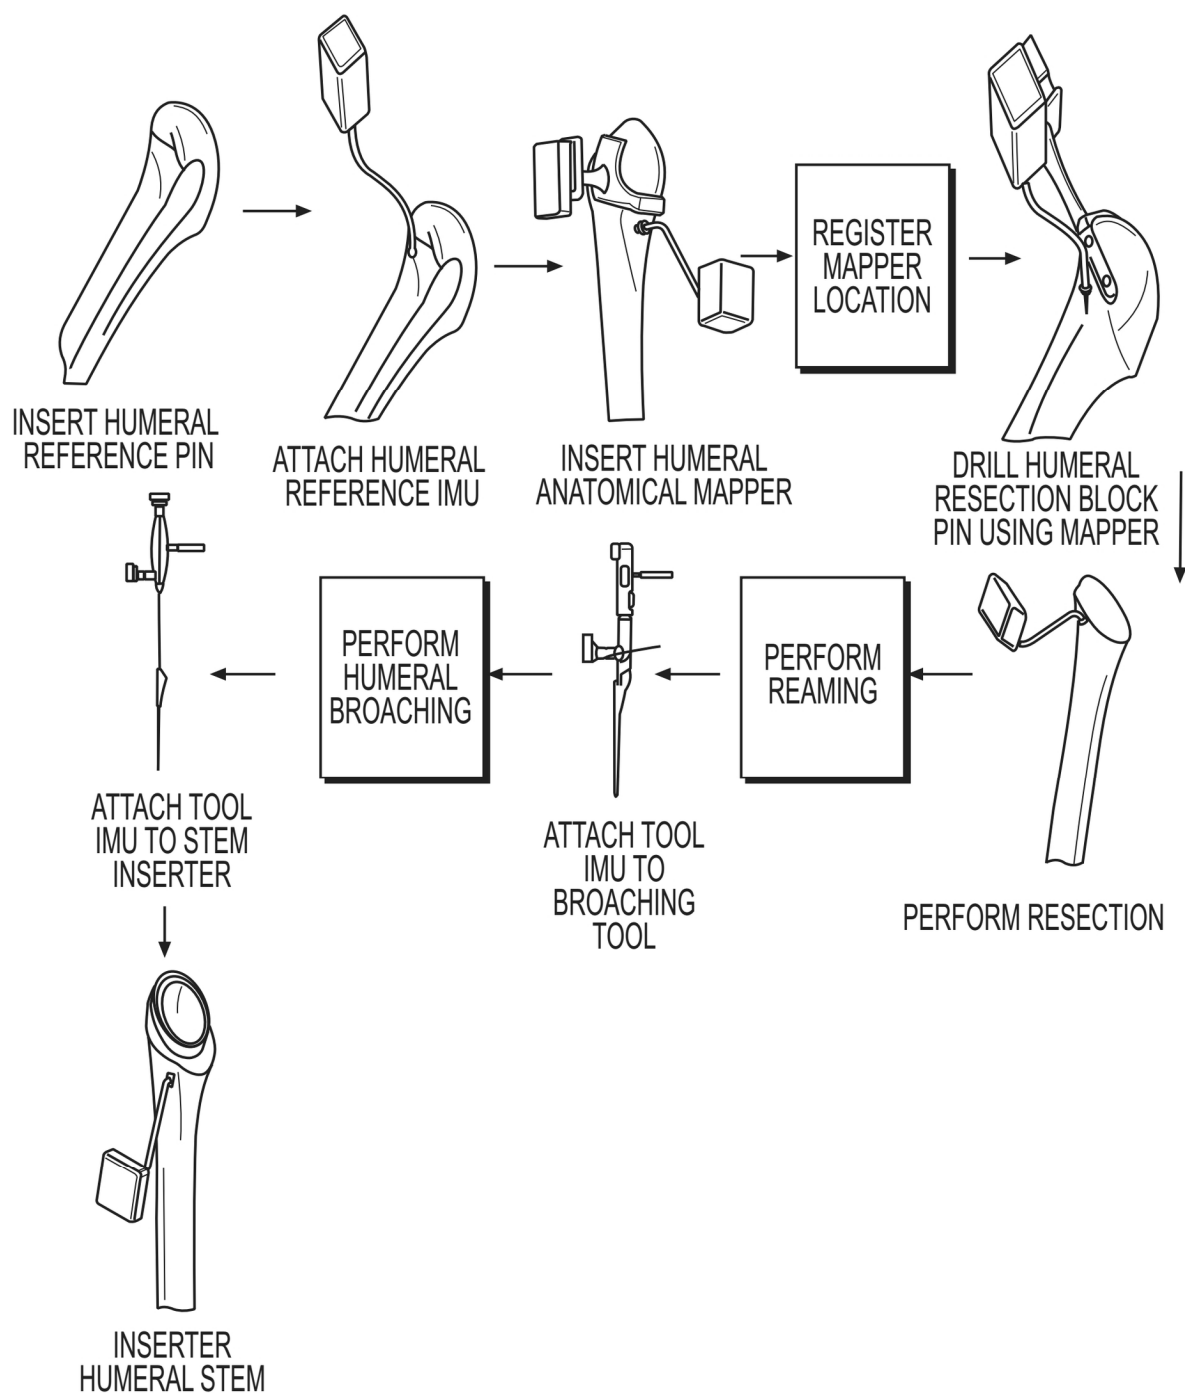 INSERT HUMERAL
REFERENCE PIN
ATTACH HUMERAL
REFERENCE IMU
INSERT HUMERAL
ANATOMICAL MAPPER
REGISTER
MAPPER
LOCATION
DRILL HUMERAL
RESECTION BLOCK
PIN USING MAPPER
PERFORM RESECTION
PERFORM
REAMING
ATTACH TOOL
IMU TO
BROACHING
TOOL
PERFORM
HUMERAL
BROACHING
ATTACH TOOL
IMU TO STEM
INSERTER
INSERTER
HUMERAL STEM